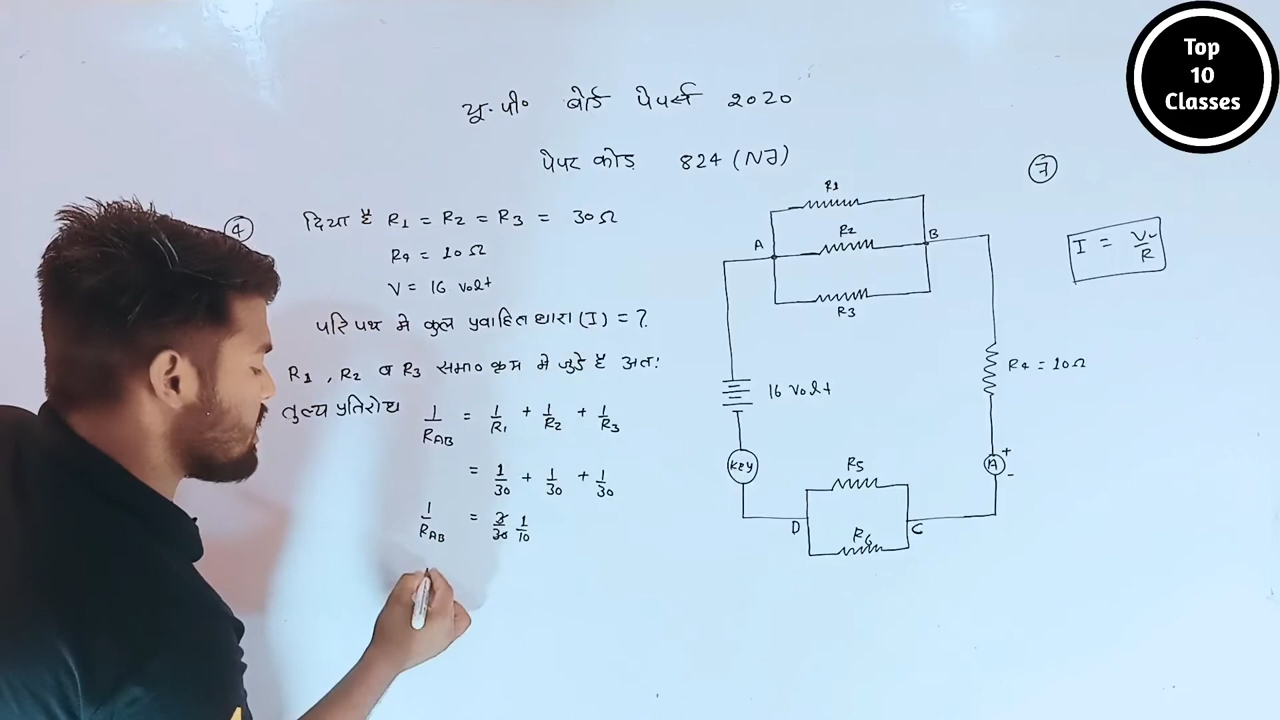 Top
10
Classes
यू. पी० बोर्ड पेपर्स 2020
पेपर कोड़ 824 (NJ)
4
दिया है R1 = R2 = R3 = 30Ω
R4 = 10Ω
V = 16 volt
परिपथ मे कुल प्रवाहित धारा (I) = ?
R1 , R2 व R3 समा० क्रम मे जुड़े है अतः
तुल्य प्रतिरोध 1/RAB = 1/R1 + 1/R2 + 1/R3
= 1/30 + 1/30 + 1/30
1/RAB = 3/30 1/10
7
I = V/R
R1
R2
R3
A
B
16 volt
R4 = 10Ω
Key
A
+
-
R5
R6
D
C